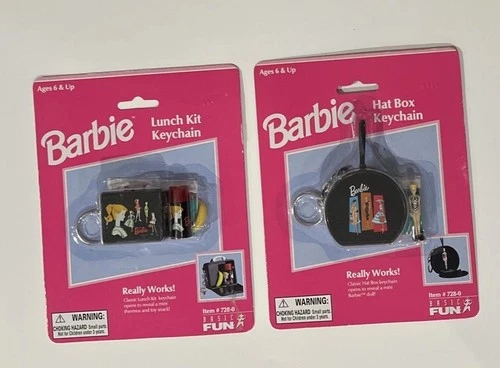 Ages 6 & Up
Barbie™
Lunch Kit
Keychain
Barbie
Really Works!
Classic Lunch Kit keychain
opens to reveal a mini
thermos and toy snack!
Item # 728-0
⚠ WARNING:
CHOKING HAZARD Small parts.
Not for Children under 3 years.
BASIC
FUN
Ages 6 & Up
Barbie
Hat Box
Keychain
Barbie
Really Works!
Classic Hat Box keychain
opens to reveal a mini
Barbie™ doll!
Item # 728-0
⚠ WARNING:
CHOKING HAZARD Small parts.
Not for Children under 3 years.
BASIC
FUN